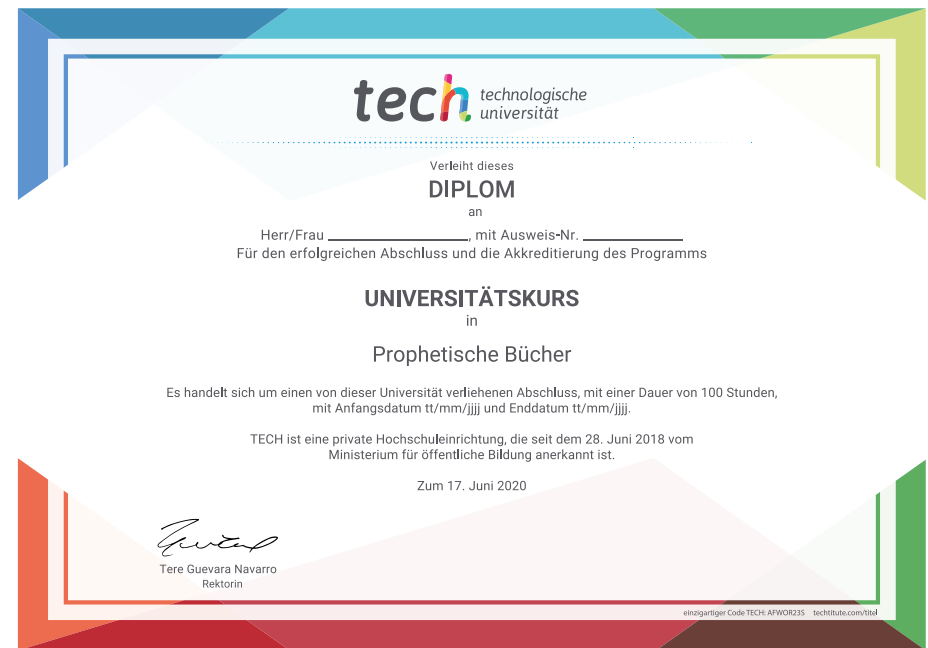 tech technologische
universität
Verleiht dieses
DIPLOM
an
Herr/Frau ____________, mit Ausweis-Nr. ____________
Für den erfolgreichen Abschluss und die Akkreditierung des Programms
UNIVERSITÄTSKURS
in
Prophetische Bücher
Es handelt sich um einen von dieser Universität verliehenen Abschluss, mit einer Dauer von 100 Stunden,
mit Anfangsdatum tt/mm/jjjj und Enddatum tt/mm/jjjj.
TECH ist eine private Hochschuleinrichtung, die seit dem 28. Juni 2018 vom
Ministerium für öffentliche Bildung anerkannt ist.
Zum 17. Juni 2020
Tere Guevara Navarro
Rektorin
einzigartiger Code TECH: AFWOR23S techtitute.com/titel